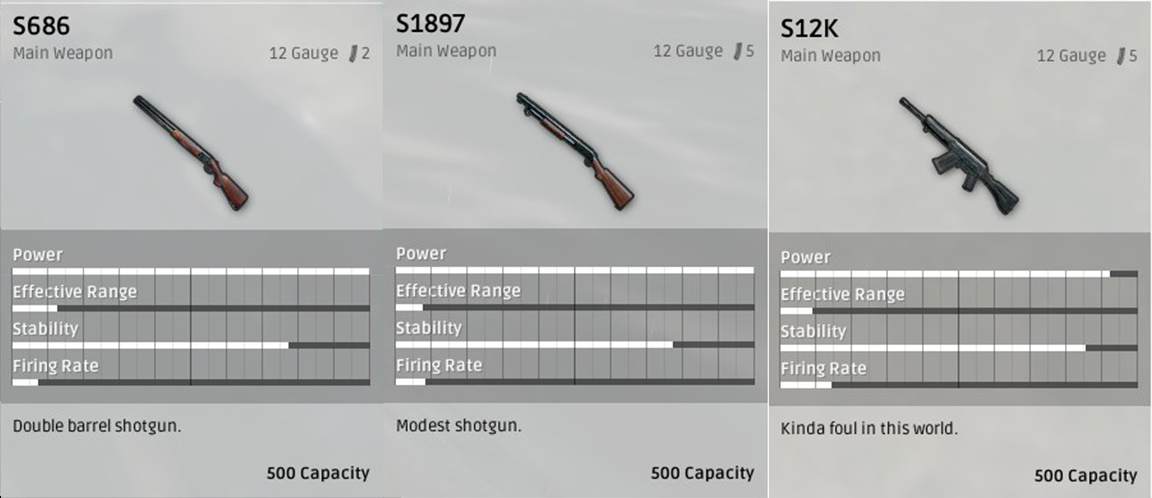 S686
Main Weapon 12 Gauge 2
Power
Effective Range
Stability
Firing Rate
Double barrel shotgun.
500 Capacity
S1897
Main Weapon 12 Gauge 5
Power
Effective Range
Stability
Firing Rate
Modest shotgun.
500 Capacity
S12K
Main Weapon 12 Gauge 5
Power
Effective Range
Stability
Firing Rate
Kinda foul in this world.
500 Capacity